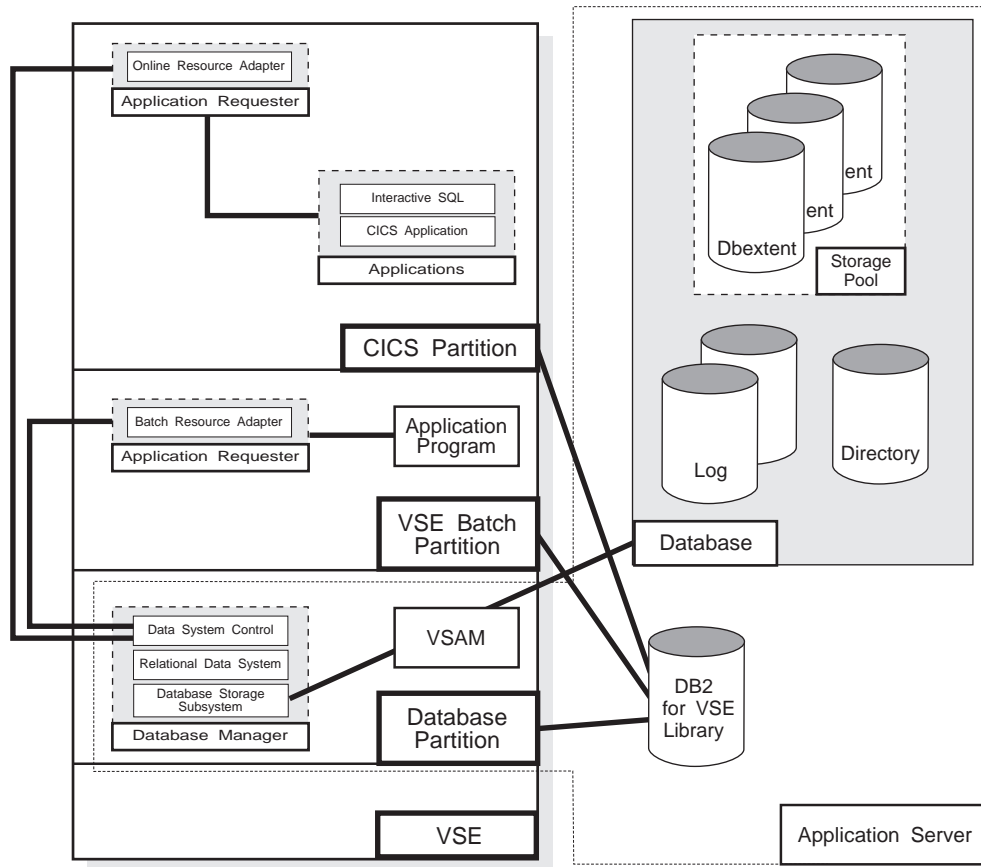 Online Resource Adapter
Application Requester
Interactive SQL
CICS Application
Applications
CICS Partition
Batch Resource Adapter
Application Requester
Application
Program
VSE Batch
Partition
Data System Control
Relational Data System
Database Storage
Subsystem
Database Manager
VSAM
Database
Partition
VSE
ent
ent
Dbextent
Storage
Pool
Log
Directory
Database
DB2
for VSE
Library
Application Server